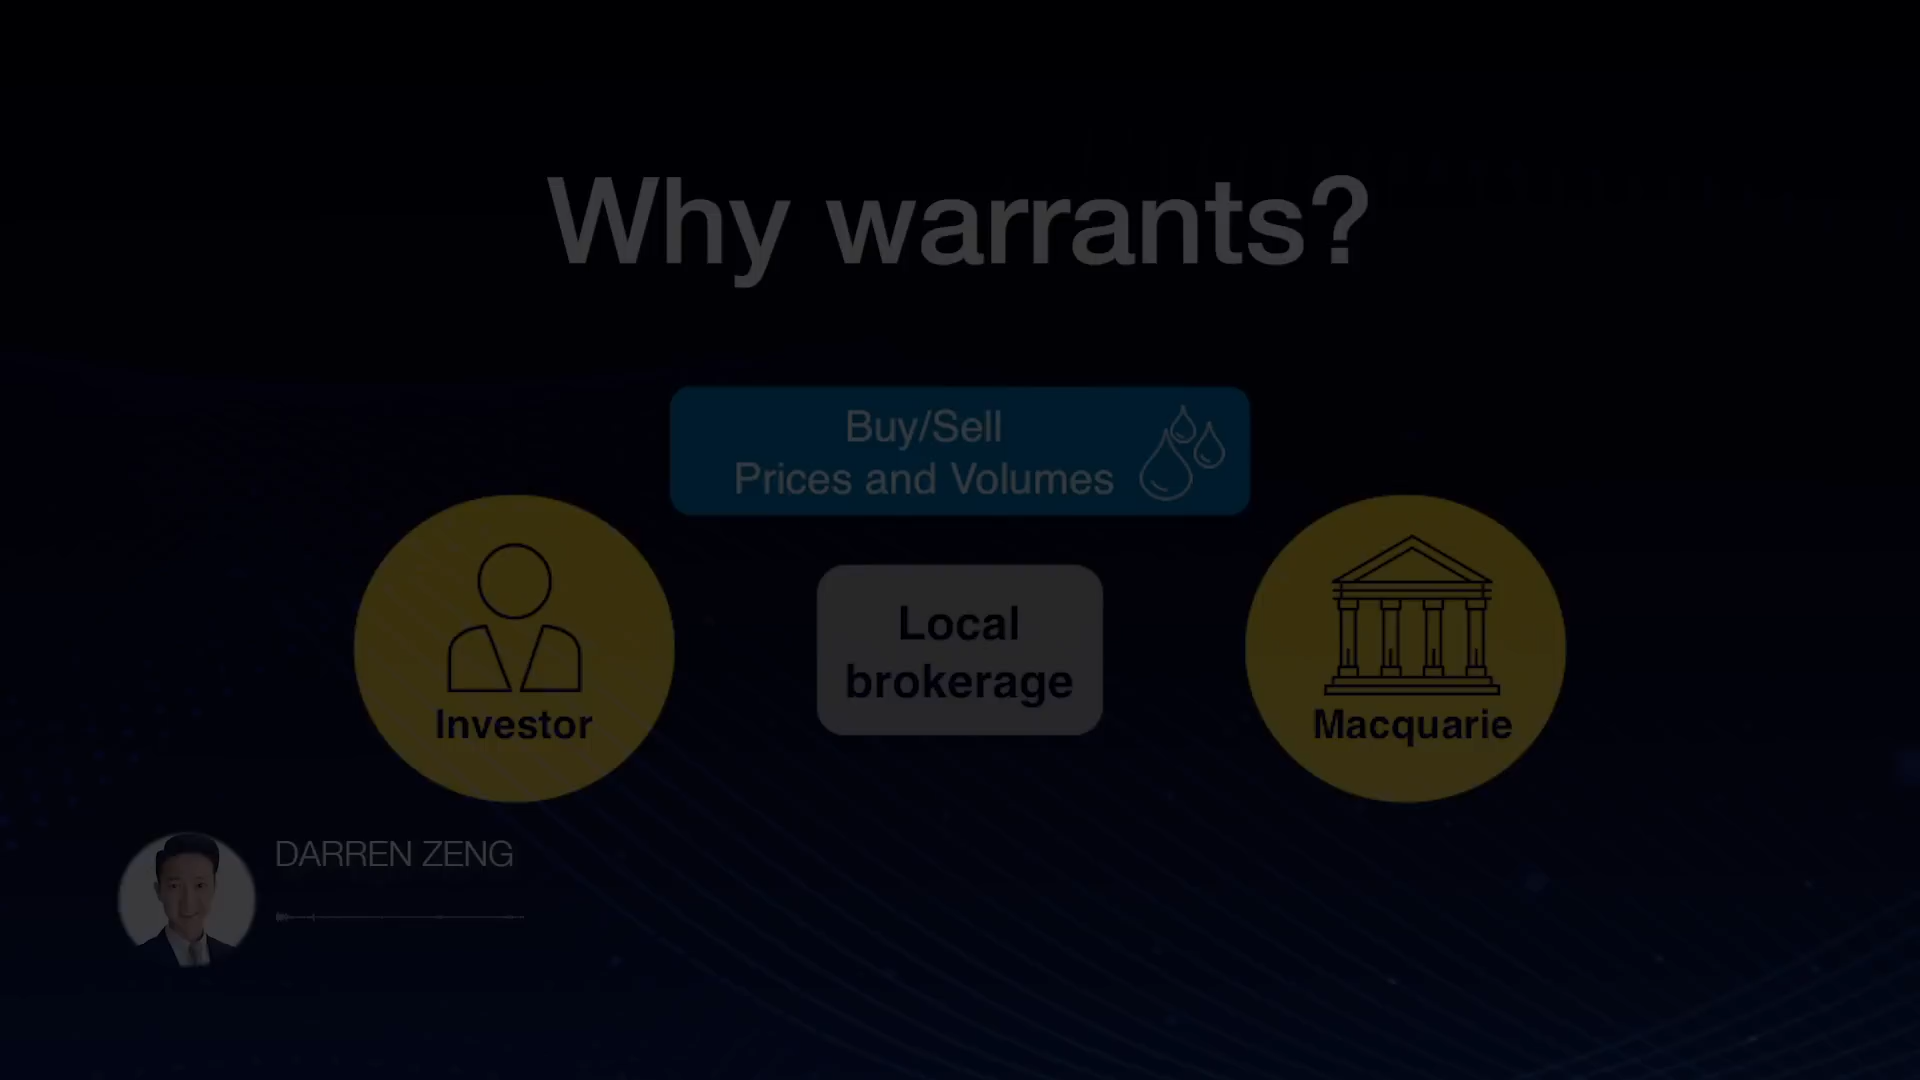 Why warrants?
Buy/Sell
Prices and Volumes
Local
brokerage
Investor
Macquarie
DARREN ZENG